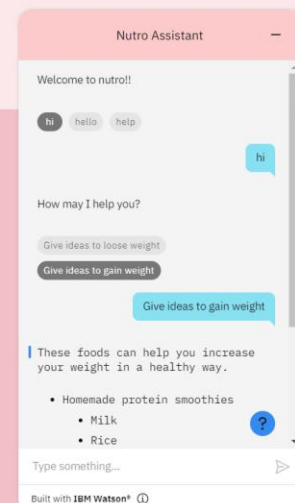 Nutro Assistant
Welcome to nutro!!
hi hello help
hi
How may I help you?
Give ideas to loose weight
Give ideas to gain weight
Give ideas to gain weight
These foods can help you increase
your weight in a healthy way.
• Homemade protein smoothies
• Milk
• Rice
?
Type something...
Built with IBM Watson® ⓘ